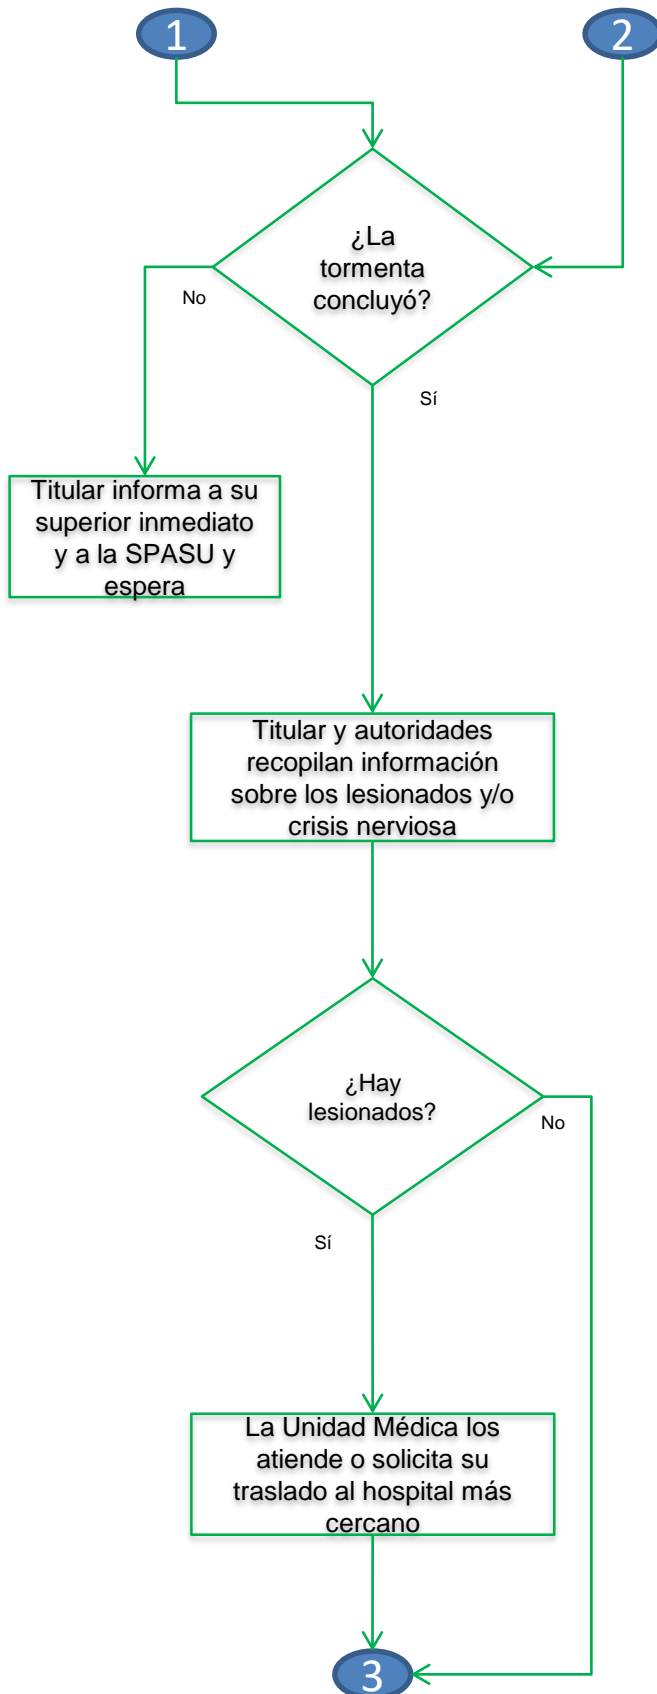 1
2
¿La
tormenta
concluyó?
No
Sí
Titular informa a su
superior inmediato
y a la SPASU y
espera
Titular y autoridades
recopilan información
sobre los lesionados y/o
crisis nerviosa
¿Hay
lesionados?
No
Sí
La Unidad Médica los
atiende o solicita su
traslado al hospital más
cercano
3